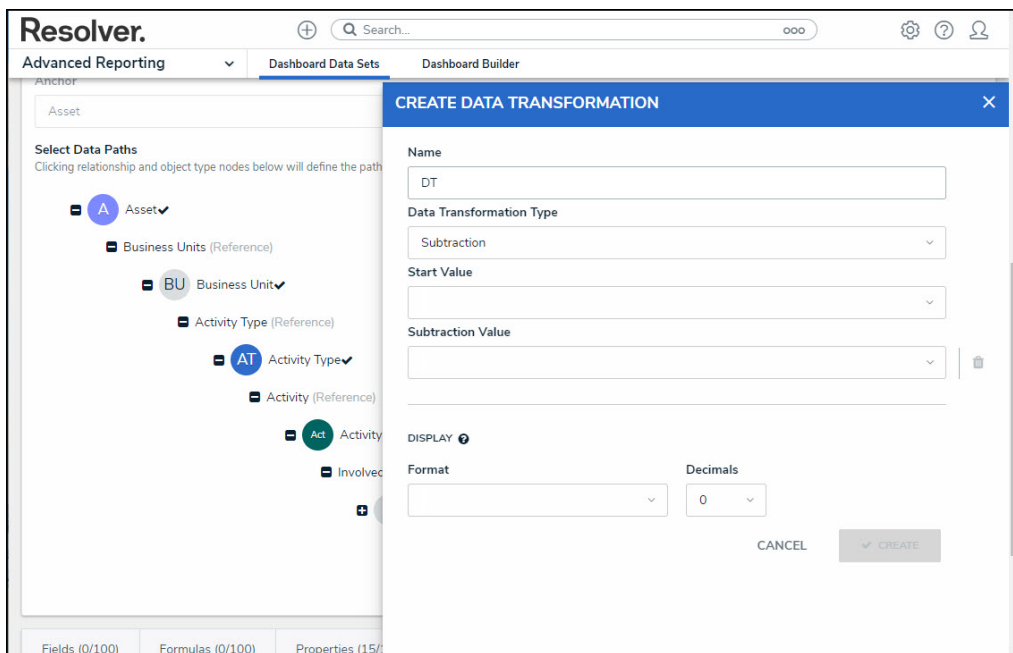 Resolver.
Search...
Advanced Reporting
Dashboard Data Sets
Dashboard Builder
Anchor
Asset
Select Data Paths
Clicking relationship and object type nodes below will define the path
A Asset
Business Units (Reference)
BU Business Unit
Activity Type (Reference)
AT Activity Type
Activity (Reference)
Act Activity
Involved
Fields (0/100)
Formulas (0/100)
Properties (15/
CREATE DATA TRANSFORMATION
Name
DT
Data Transformation Type
Subtraction
Start Value
Subtraction Value
DISPLAY
Format
Decimals
0
CANCEL
CREATE